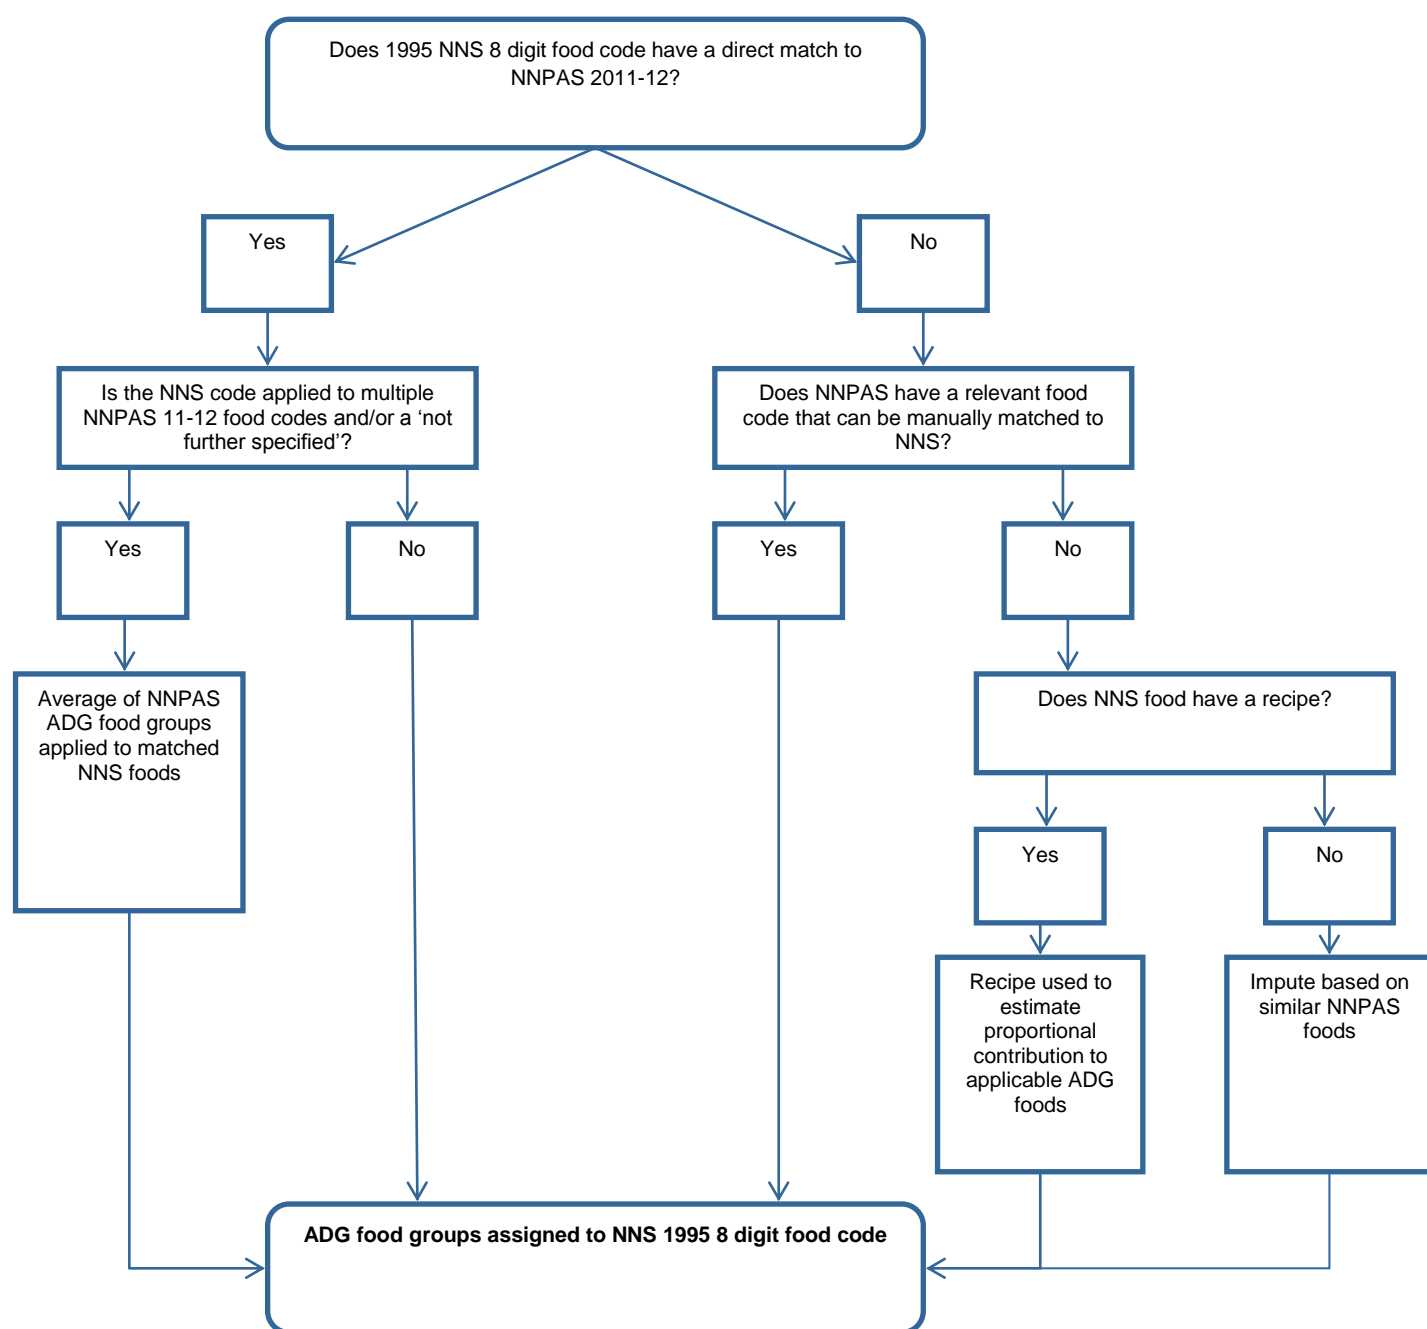 Does 1995 NNS 8 digit food code have a direct match to
NNPAS 2011-12?
Yes
No
Is the NNS code applied to multiple
NNPAS 11-12 food codes and/or a ‘not
further specified’?
Does NNPAS have a relevant food
code that can be manually matched to
NNS?
Yes
No
Yes
No
Average of NNPAS
ADG food groups
applied to matched
NNS foods
Does NNS food have a recipe?
Yes
No
Recipe used to
estimate
proportional
contribution to
applicable ADG
foods
Impute based on
similar NNPAS
foods
ADG food groups assigned to NNS 1995 8 digit food code